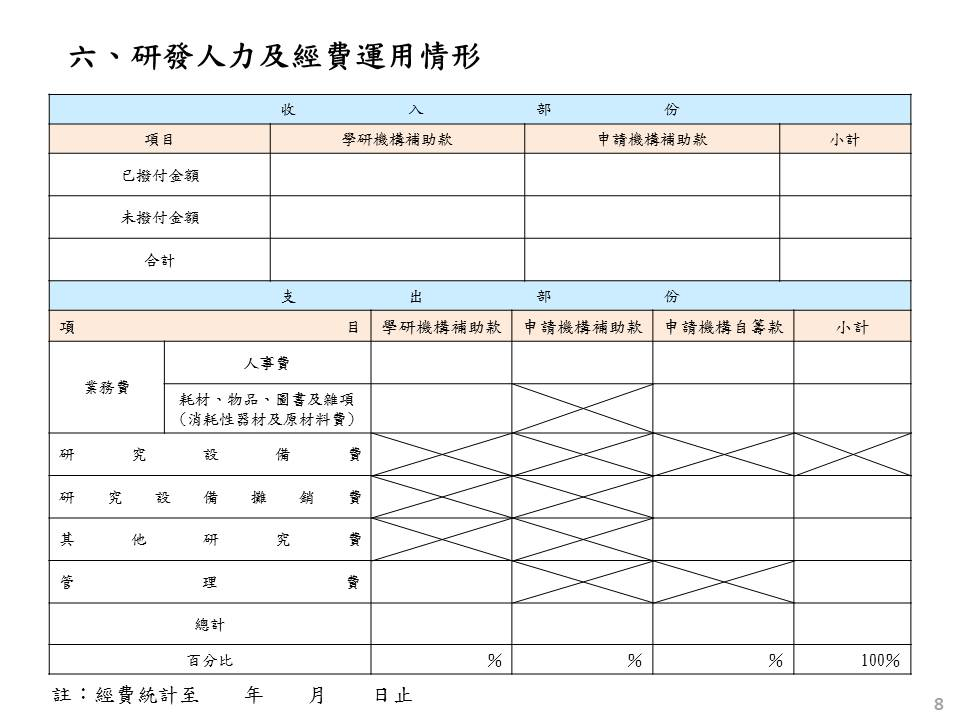 六、研發人力及經費運用情形
收 入 部 份
項目 學研機構補助款 申請機構補助款 小計
已撥付金額
未撥付金額
合計
支 出 部 份
項 目 學研機構補助款 申請機構補助款 申請機構自籌款 小計
業務費 人事費
耗材、物品、圖書及雜項
(消耗性器材及原材料費)
研 究 設 備 費
研 究 設 備 攤 銷 費
其 他 研 究 費
管 理 費
總計
百分比 % % % 100%
註：經費統計至 年 月 日止
8